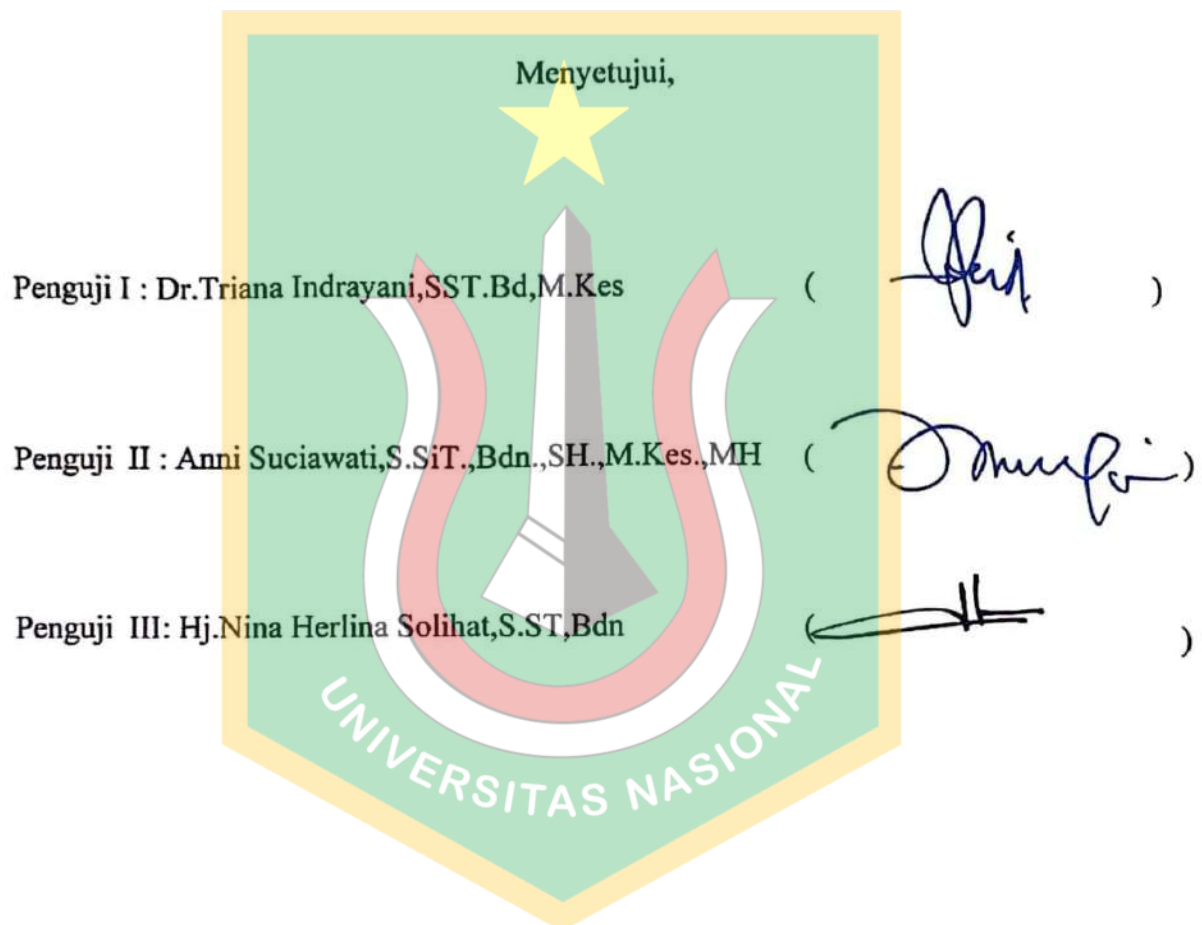 Menyetujui,
Penguji I : Dr.Triana Indrayani,SST.Bd,M.Kes ( )
Penguji II : Anni Suciawati,S.SiT.,Bdn.,SH.,M.Kes.,MH ( )
Penguji III: Hj.Nina Herlina Solihat,S.ST,Bdn ( )
UNIVERSITAS NASIONAL